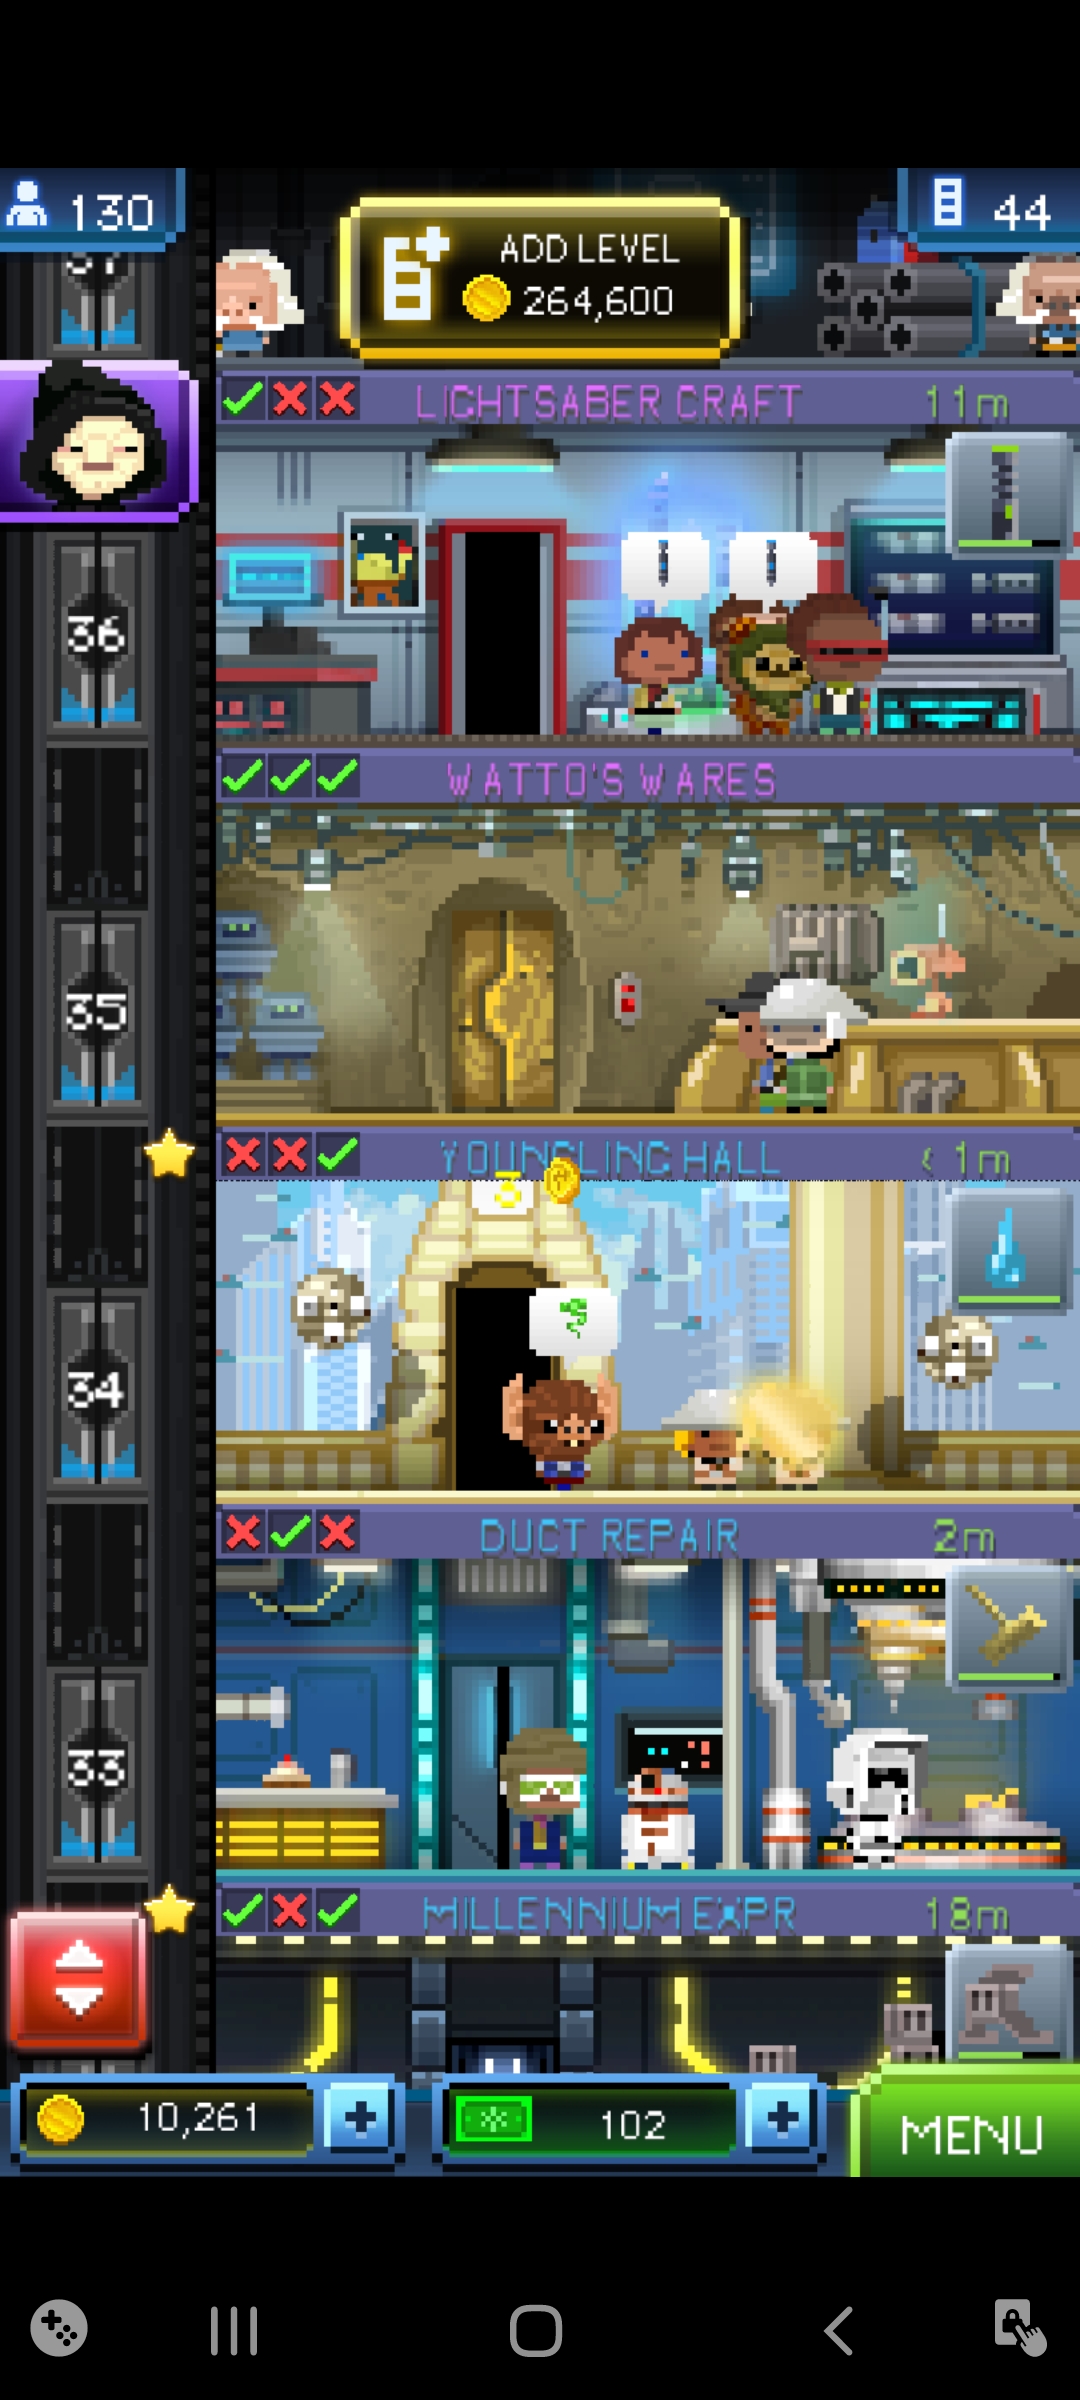 130
44
ADD LEVEL
264,600
LIGHTSABER CRAFT
11m
36
WATTO'S WARES
35
YOUNGLING HALL
< 1m
3
34
DUCT REPAIR
2m
33
MILLENNIUM EXPR
18m
10,261
102
MENU